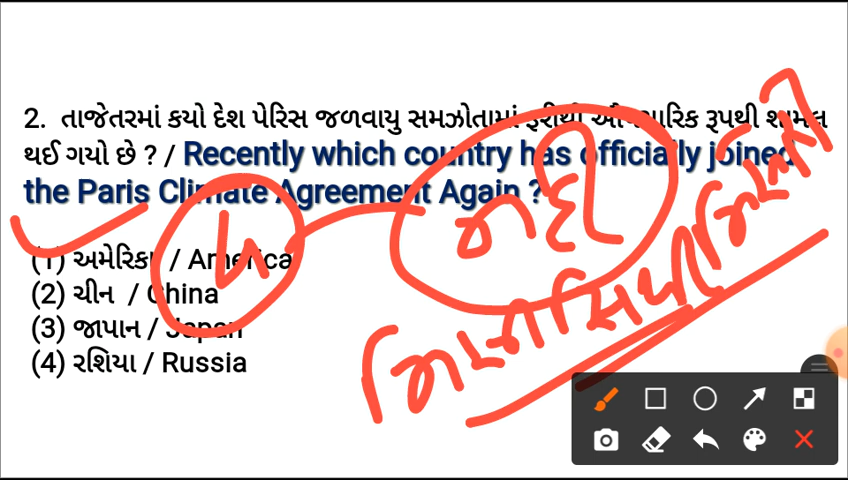 2. તાજેતરમાં કયો દેશ પેરિસ જળવાયુ સમઝોતામાં ફરીથી ઔપચારિક રૂપથી શામેલ
થઈ ગયો છે ? / Recently which country has officially joined
the Paris Climate Agreement Again ?
(1) અમેરિકા / America
(2) ચીન / China
(3) જાપાન / Japan
(4) રશિયા / Russia
નદી